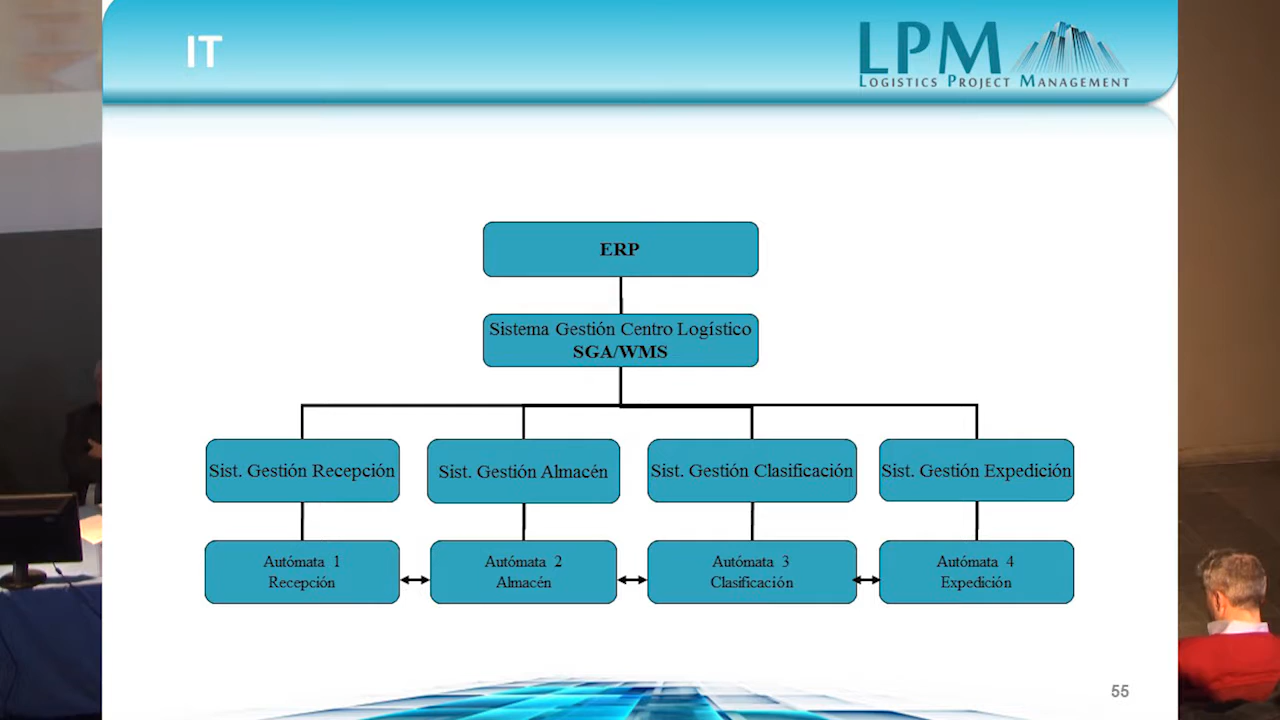 IT
LPM
LOGISTICS PROJECT MANAGEMENT
ERP
Sistema Gestión Centro Logístico
SGA/WMS
Sist. Gestión Recepción
Sist. Gestión Almacén
Sist. Gestión Clasificación
Sist. Gestión Expedición
Autómata 1
Recepción
Autómata 2
Almacén
Autómata 3
Clasificación
Autómata 4
Expedición
55